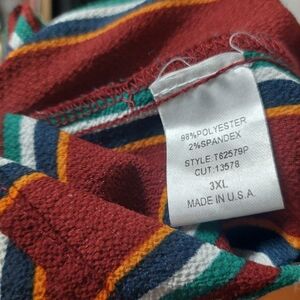 98%POLYESTER
2%SPANDEX
STYLE T62579P
CUT:13578
3XL
MADE IN U.S.A.